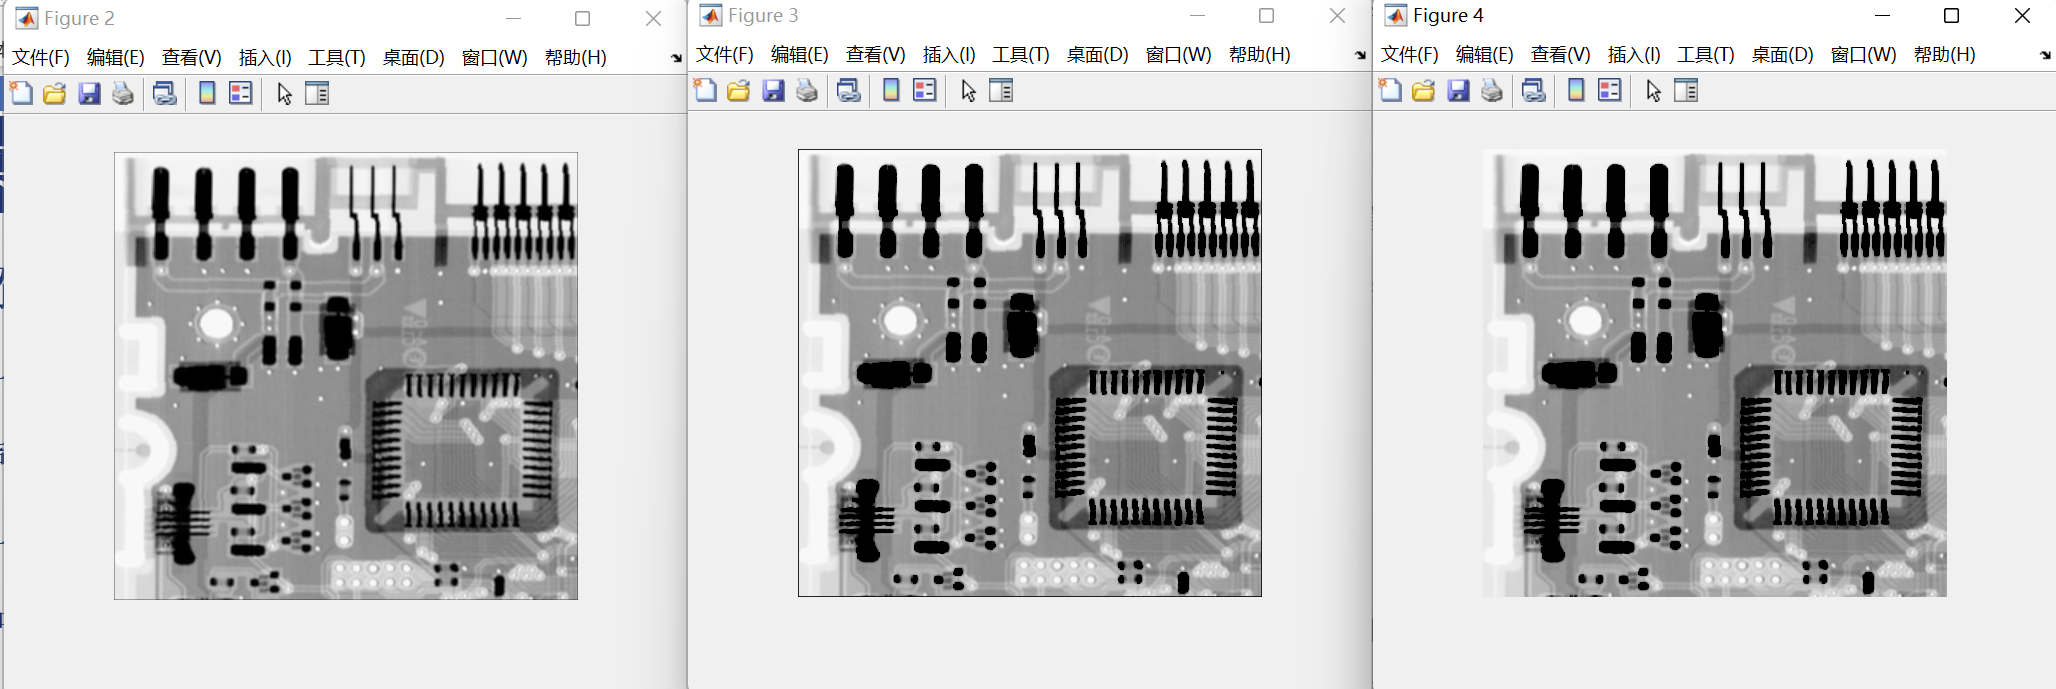 Figure 2
文件(F) 编辑(E) 查看(V) 插入(I) 工具(T) 桌面(D) 窗口(W) 帮助(H)
Figure 3
文件(F) 编辑(E) 查看(V) 插入(I) 工具(T) 桌面(D) 窗口(W) 帮助(H)
Figure 4
文件(F) 编辑(E) 查看(V) 插入(I) 工具(T) 桌面(D) 窗口(W) 帮助(H)